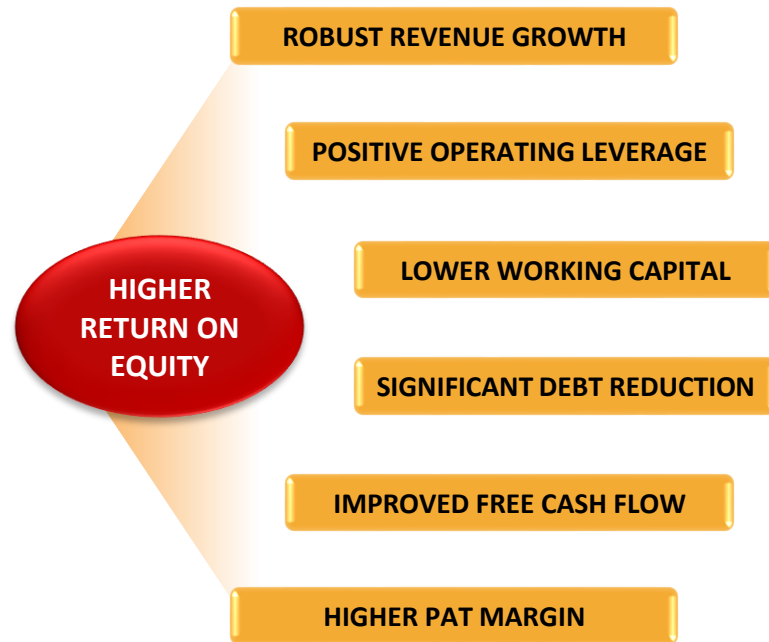 ROBUST REVENUE GROWTH
POSITIVE OPERATING LEVERAGE
LOWER WORKING CAPITAL
HIGHER
RETURN ON
EQUITY
SIGNIFICANT DEBT REDUCTION
IMPROVED FREE CASH FLOW
HIGHER PAT MARGIN